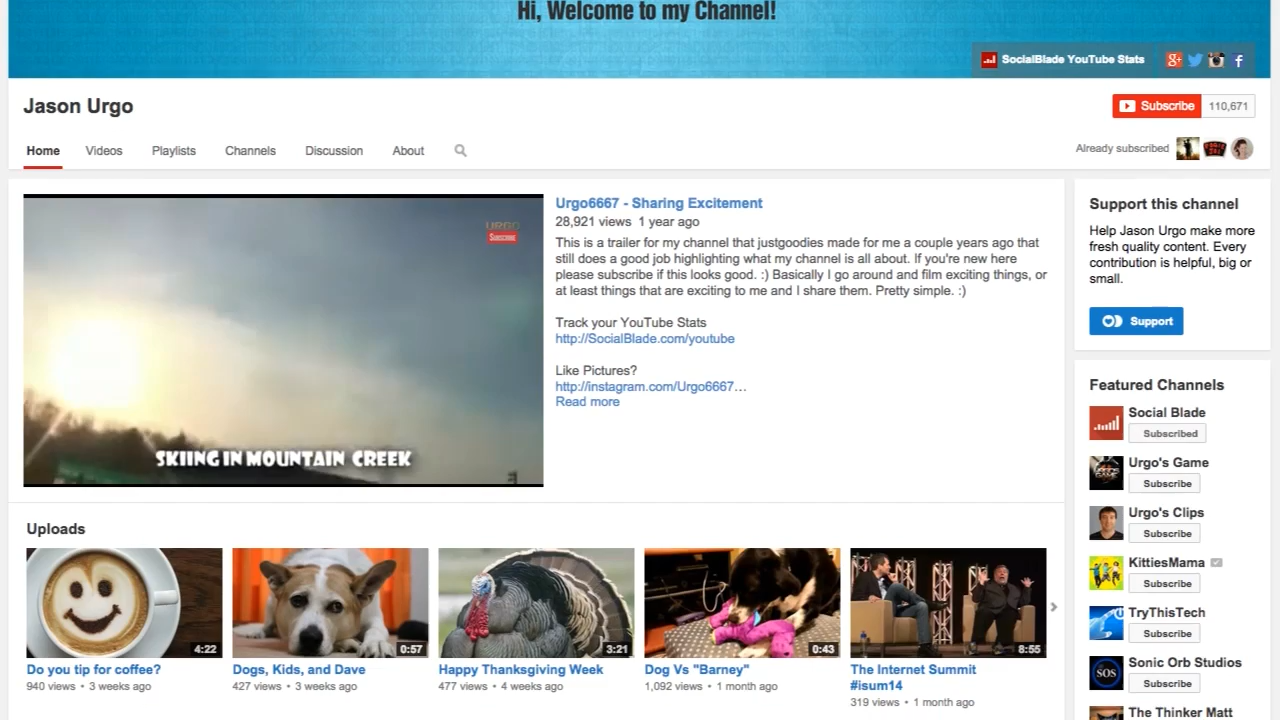 Hi, Welcome to my Channel!
SocialBlade YouTube Stats
Jason Urgo
Subscribe 110,671
Home Videos Playlists Channels Discussion About
Already subscribed
URGO
SUBSCRIBE
SKIING IN MOUNTAIN CREEK
Urgo6667 - Sharing Excitement
28,921 views 1 year ago
This is a trailer for my channel that justgoodies made for me a couple years ago that
still does a good job highlighting what my channel is all about. If you're new here
please subscribe if this looks good. :) Basically I go around and film exciting things, or
at least things that are exciting to me and I share them. Pretty simple. :)
Track your YouTube Stats
http://SocialBlade.com/youtube
Like Pictures?
http://instagram.com/Urgo6667…
Read more
Support this channel
Help Jason Urgo make more
fresh quality content. Every
contribution is helpful, big or
small.
Support
Featured Channels
Social Blade
Subscribed
Urgo's Game
Subscribe
Urgo's Clips
Subscribe
KittiesMama
Subscribe
TryThisTech
Subscribe
SOS
Sonic Orb Studios
Subscribe
The Thinker Matt
Uploads
4:22 0:57 3:21 0:43 8:55
Do you tip for coffee?
940 views • 3 weeks ago
Dogs, Kids, and Dave
427 views • 3 weeks ago
Happy Thanksgiving Week
477 views • 4 weeks ago
Dog Vs "Barney"
1,092 views • 1 month ago
The Internet Summit
#isum14
319 views • 1 month ago